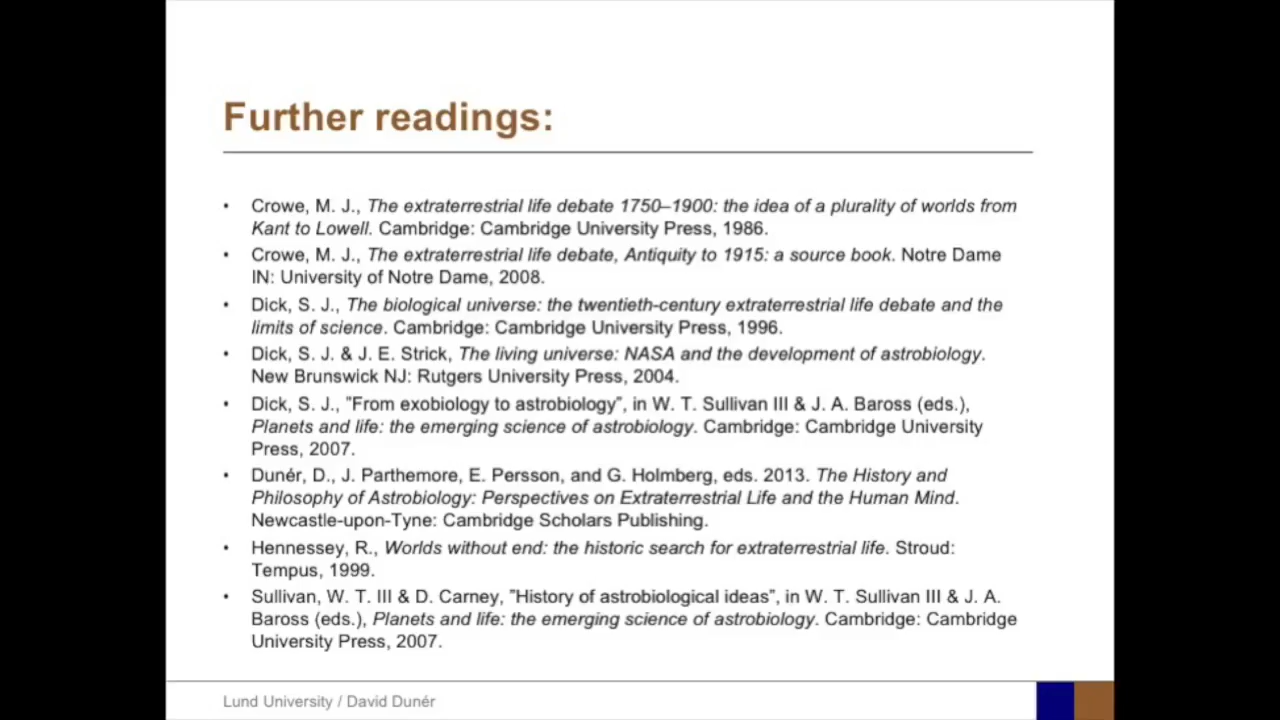 Further readings:
• Crowe, M. J., The extraterrestrial life debate 1750–1900: the idea of a plurality of worlds from
Kant to Lowell. Cambridge: Cambridge University Press, 1986.
• Crowe, M. J., The extraterrestrial life debate, Antiquity to 1915: a source book. Notre Dame
IN: University of Notre Dame, 2008.
• Dick, S. J., The biological universe: the twentieth-century extraterrestrial life debate and the
limits of science. Cambridge: Cambridge University Press, 1996.
• Dick, S. J. & J. E. Strick, The living universe: NASA and the development of astrobiology.
New Brunswick NJ: Rutgers University Press, 2004.
• Dick, S. J., ”From exobiology to astrobiology”, in W. T. Sullivan III & J. A. Baross (eds.),
Planets and life: the emerging science of astrobiology. Cambridge: Cambridge University
Press, 2007.
• Dunér, D., J. Parthemore, E. Persson, and G. Holmberg, eds. 2013. The History and
Philosophy of Astrobiology: Perspectives on Extraterrestrial Life and the Human Mind.
Newcastle-upon-Tyne: Cambridge Scholars Publishing.
• Hennessey, R., Worlds without end: the historic search for extraterrestrial life. Stroud:
Tempus, 1999.
• Sullivan, W. T. III & D. Carney, ”History of astrobiological ideas”, in W. T. Sullivan III & J. A.
Baross (eds.), Planets and life: the emerging science of astrobiology. Cambridge: Cambridge
University Press, 2007.
Lund University / David Dunér